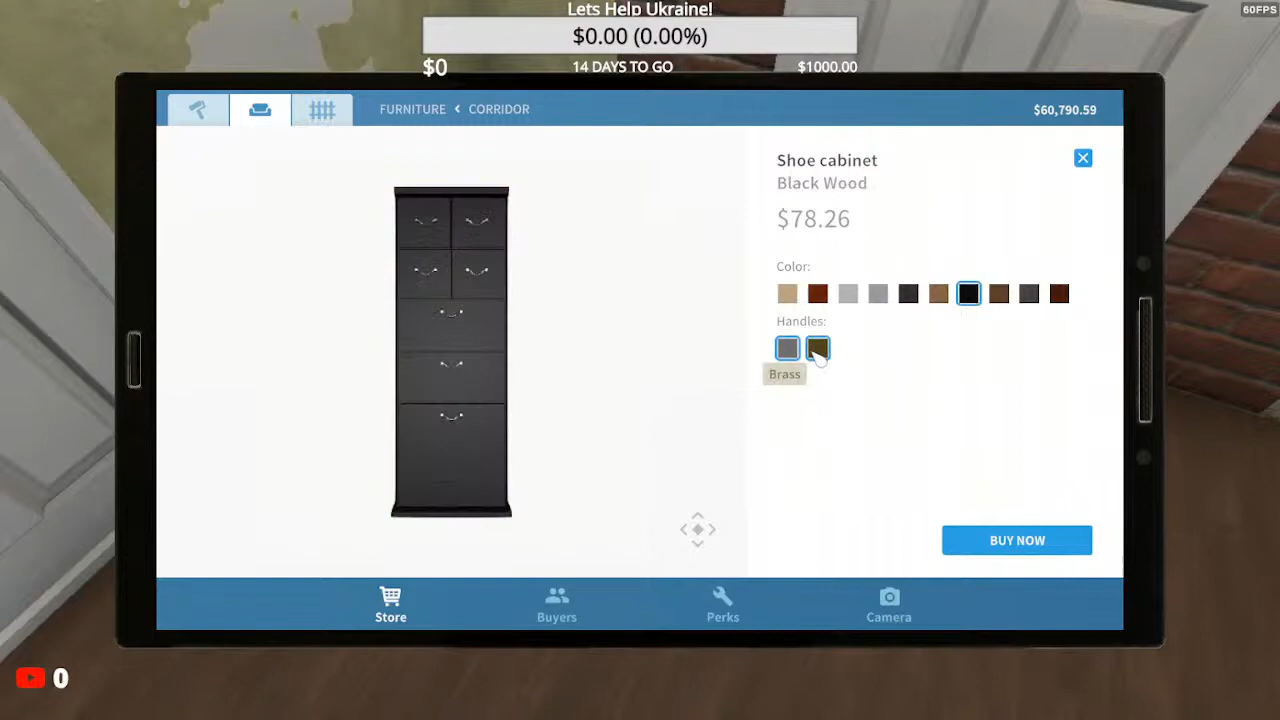 Lets Help Ukraine!
60FPS
$0.00 (0.00%)
$0
14 DAYS TO GO
$1000.00
FURNITURE < CORRIDOR
$60,790.59
Shoe cabinet
Black Wood
$78.26
Color:
Handles:
Brass
BUY NOW
Store
Buyers
Perks
Camera
0